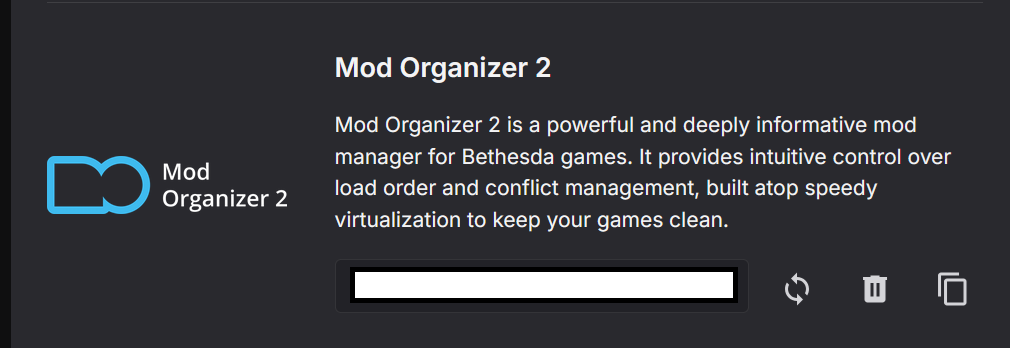 Mod Organizer 2
Mod Organizer 2 is a powerful and deeply informative mod
manager for Bethesda games. It provides intuitive control over
load order and conflict management, built atop speedy
virtualization to keep your games clean.
Mod
Organizer 2